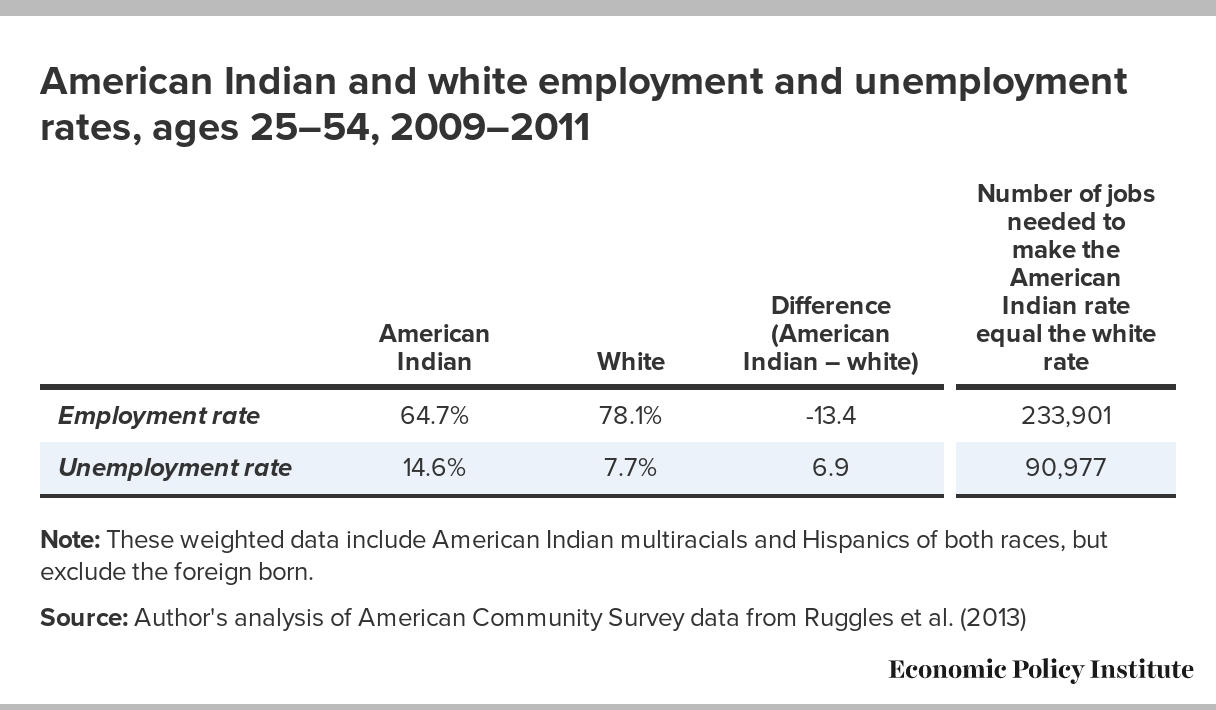 American Indian and white employment and unemployment
rates, ages 25–54, 2009–2011
American
Indian
White
Difference
(American
Indian – white)
Number of jobs
needed to
make the
American
Indian rate
equal the white
rate
Employment rate 64.7% 78.1% -13.4 233,901
Unemployment rate 14.6% 7.7% 6.9 90,977
Note: These weighted data include American Indian multiracials and Hispanics of both races, but
exclude the foreign born.
Source: Author's analysis of American Community Survey data from Ruggles et al. (2013)
Economic Policy Institute